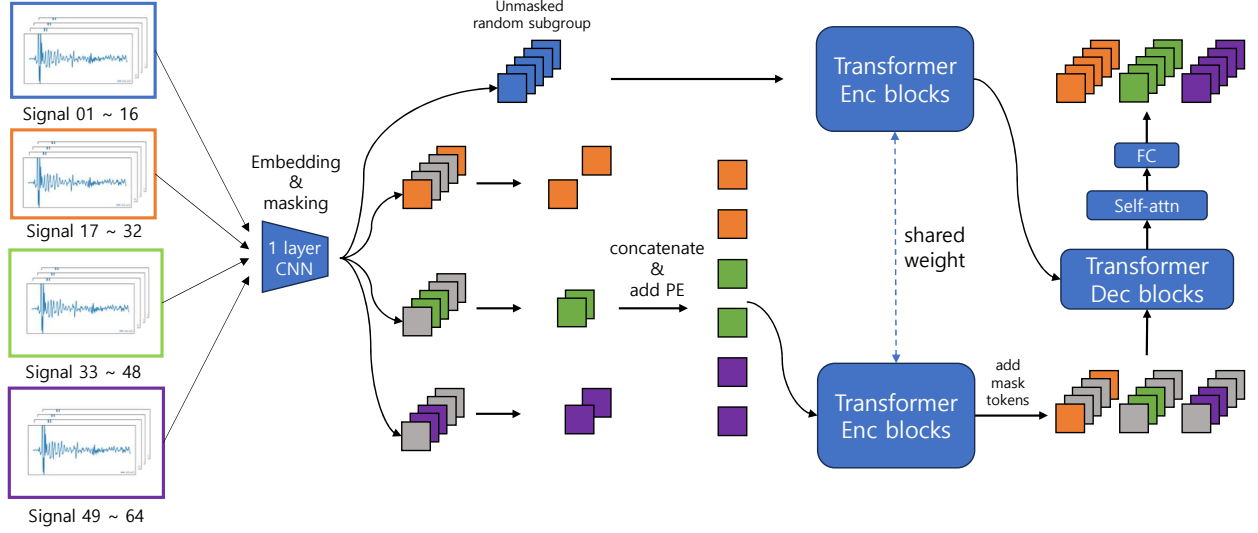 Unmasked
random subgroup
Signal 01 ~ 16
Signal 17 ~ 32
Signal 33 ~ 48
Signal 49 ~ 64
Embedding
&
masking
1 layer
CNN
concatenate
&
add PE
Transformer
Enc blocks
shared
weight
Transformer
Enc blocks
add
mask
tokens
FC
Self-attn
Transformer
Dec blocks